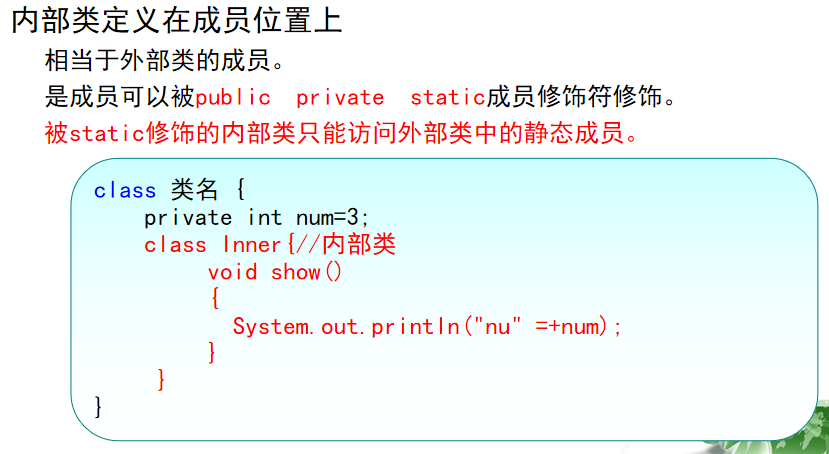 内部类定义在成员位置上
相当于外部类的成员。
是成员可以被public private static成员修饰符修饰。
被static修饰的内部类只能访问外部类中的静态成员。
class 类名 {
private int num=3;
class Inner{//内部类
void show()
{
System.out.println("nu" =+num);
}
}
}